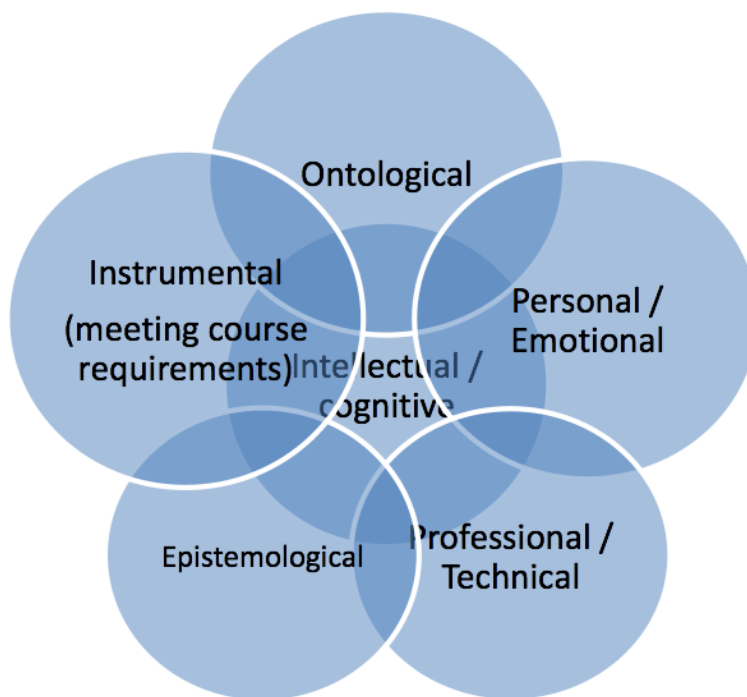 Ontological
Instrumental
(meeting course
requirements)
Personal /
Emotional
Intellectual /
cognitive
Epistemological
Professional /
Technical